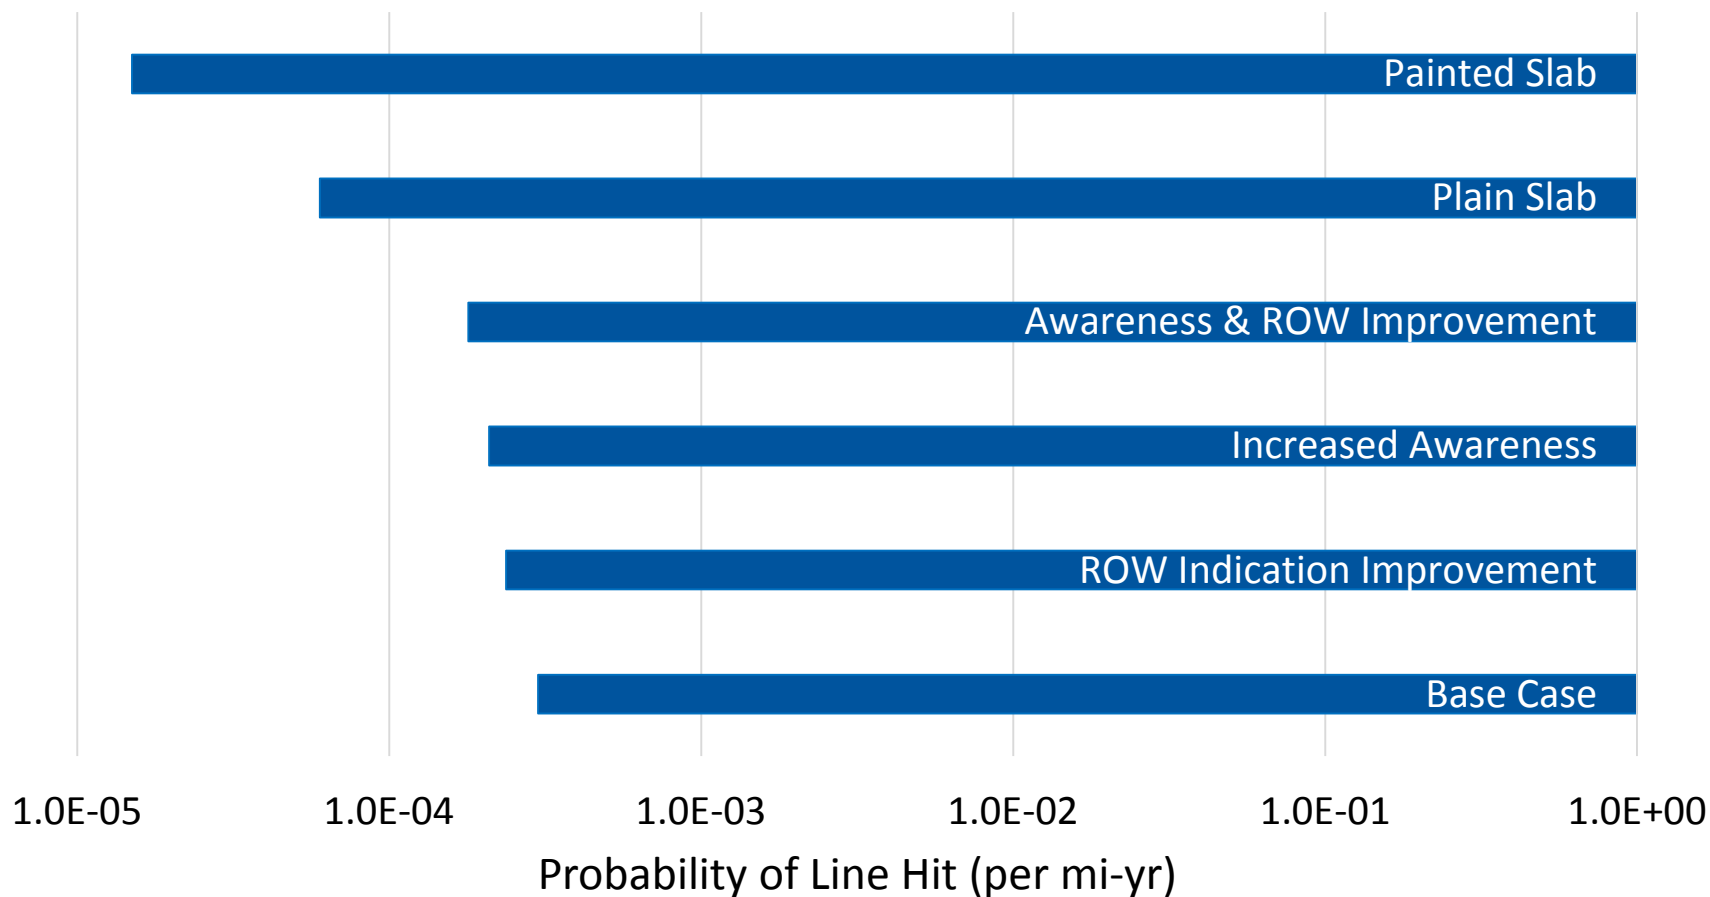 Painted Slab
Plain Slab
Awareness & ROW Improvement
Increased Awareness
ROW Indication Improvement
Base Case
1.0E-05 1.0E-04 1.0E-03 1.0E-02 1.0E-01 1.0E+00
Probability of Line Hit (per mi-yr)